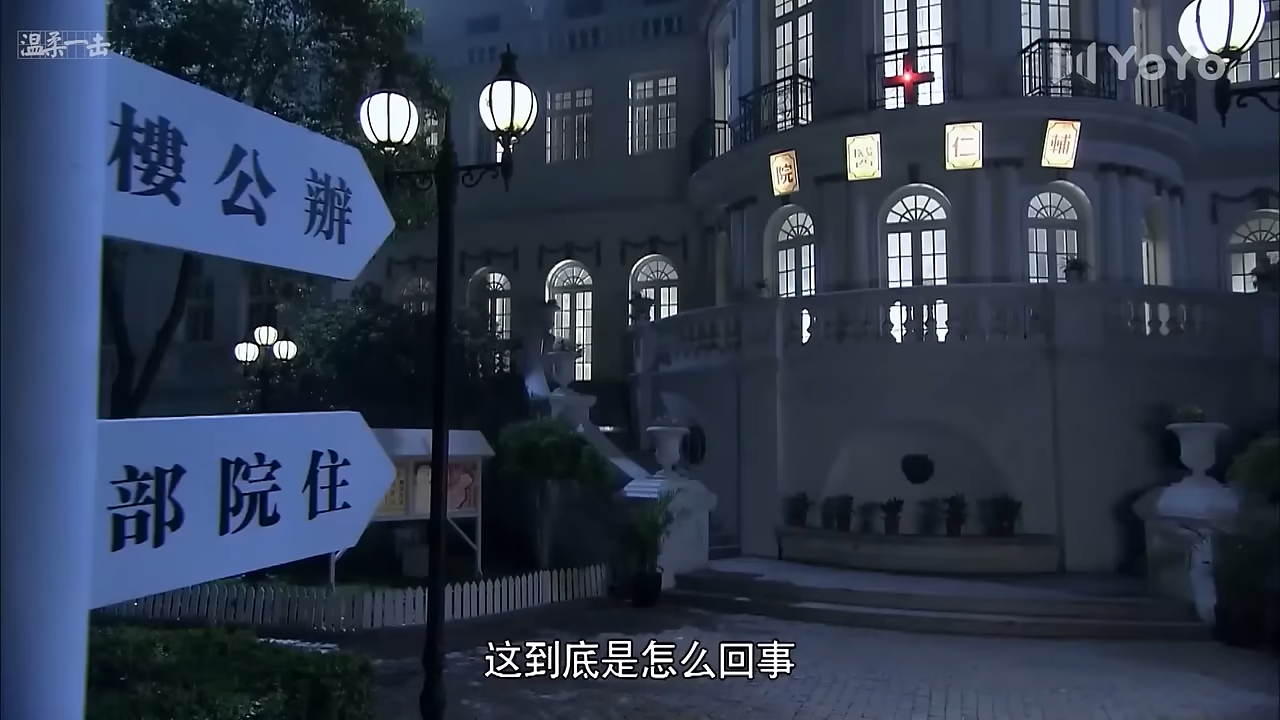 温柔一击
YoYo
輔仁醫院
辦公樓
住院部
这到底是怎么回事